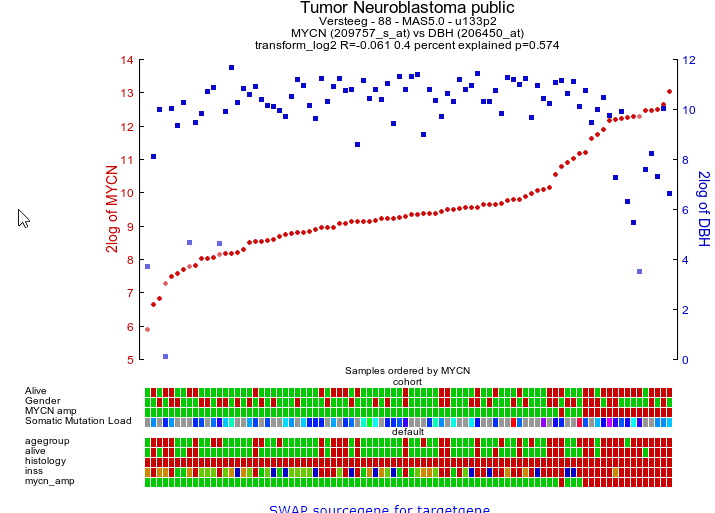 Tumor Neuroblastoma public
Versteeg - 88 - MAS5.0 - u133p2
MYCN (209757_s_at) vs DBH (206450_at)
transform_log2 R=-0.061 0.4 percent explained p=0.574
14
13
12
11
10
9
8
7
6
5
2log of MYCN
12
10
8
6
4
2
0
2log of DBH
Samples ordered by MYCN
cohort
Alive
Gender
MYCN amp
Somatic Mutation Load
default
agegroup
alive
histology
inss
mycn_amp
SWAP sourcegene for targetgene